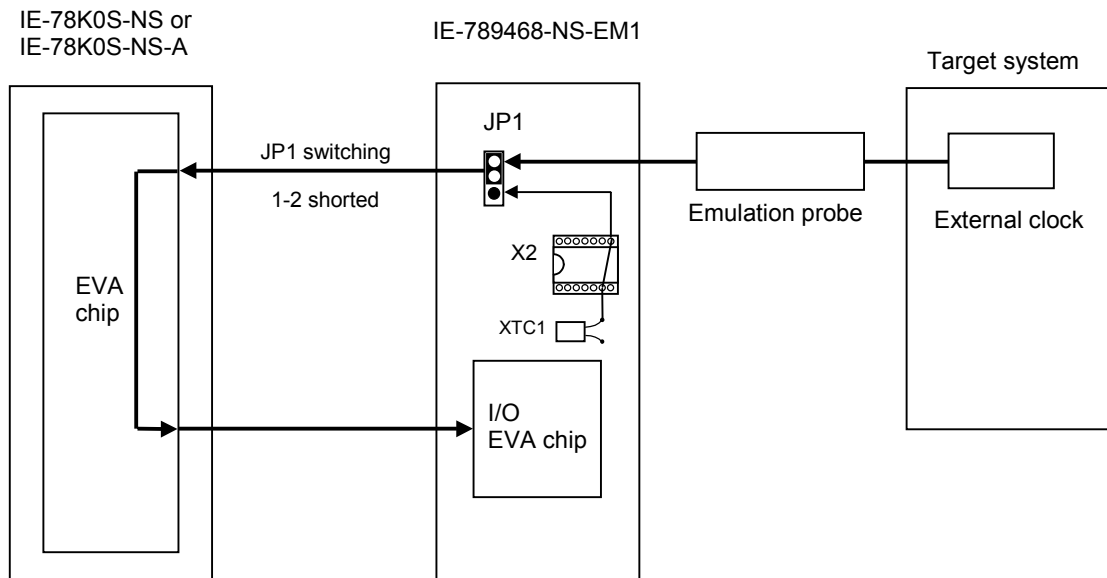 IE-78K0S-NS or
IE-78K0S-NS-A
IE-789468-NS-EM1
Target system
JP1
JP1 switching
1-2 shorted
Emulation probe
External clock
X2
EVA
chip
XTC1
I/O
EVA chip